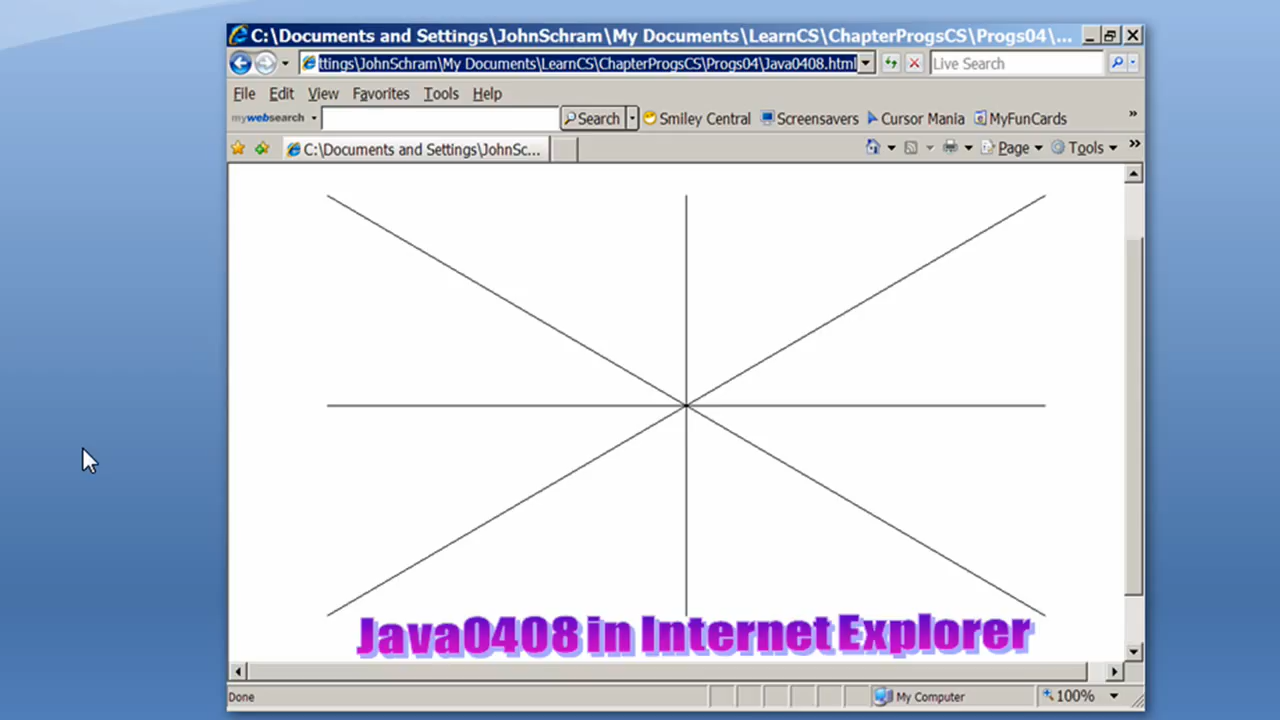 C:\Documents and Settings\JohnSchram\My Documents\LearnCS\ChapterProgsCS\Progs04\...
ttings\JohnSchram\My Documents\LearnCS\ChapterProgsCS\Progs04\Java0408.html
Live Search
File Edit View Favorites Tools Help
mywebsearch Search Smiley Central Screensavers Cursor Mania MyFunCards »
C:\Documents and Settings\JohnSc... Page Tools »
Java0408 in Internet Explorer
Done My Computer 100%